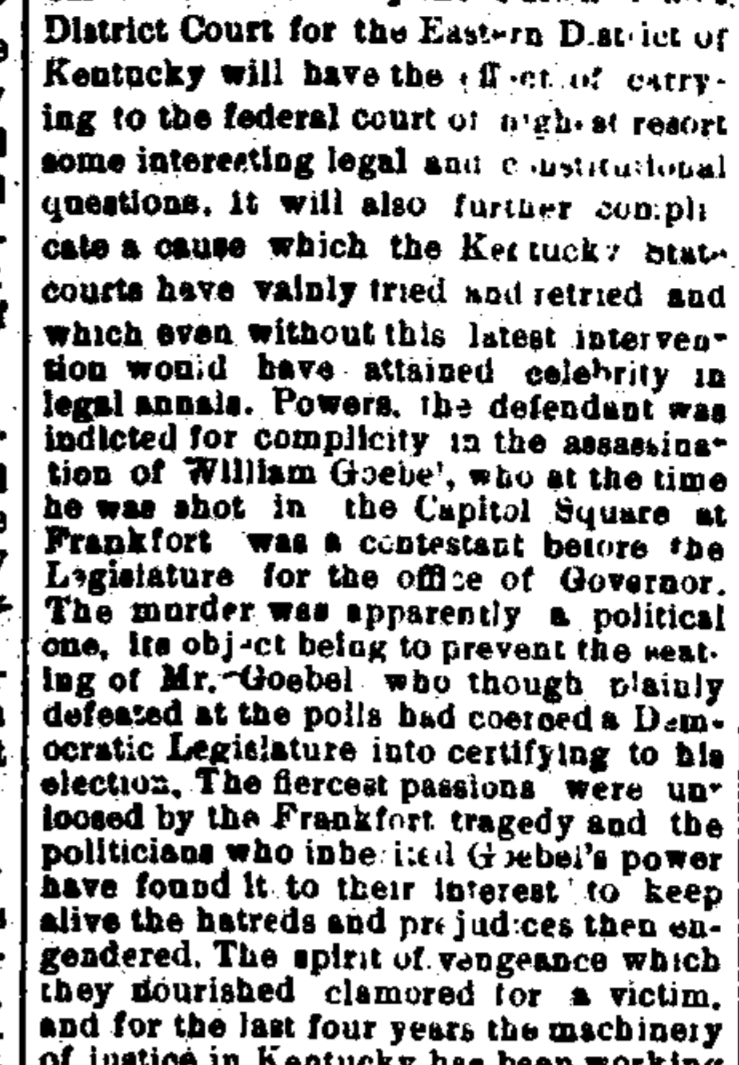 District Court for the Eastern District of
Kentucky will have the effect of carry-
ing to the federal court of highest resort
some interesting legal and constitutional
questions. it will also further compli
cate a cause which the Kentucky State
courts have vainly tried and retried and
which even without this latest interven-
tion would have attained celebrity in
legal annals. Powers. the defendant was
indicted for complicity in the assassina-
tion of William Goebel, who at the time
he was shot in the Capitol Square at
Frankfort was a contestant before the
Legislature for the office of Governor.
The murder was apparently a political
one, its object being to prevent the seat-
ing of Mr. Goebel who though plainly
defeated at the polls had coerced a Dem-
ocratic Legislature into certifying to his
election. The fiercest passions were un-
loosed by the Frankfort tragedy and the
politicians who inherited Goebel's power
have found it to their interest to keep
alive the hatreds and prejudices then en-
gendered. The spirit of vengeance which
they nourished clamored for a victim.
and for the last four years the machinery
of justice in Kentucky has been working